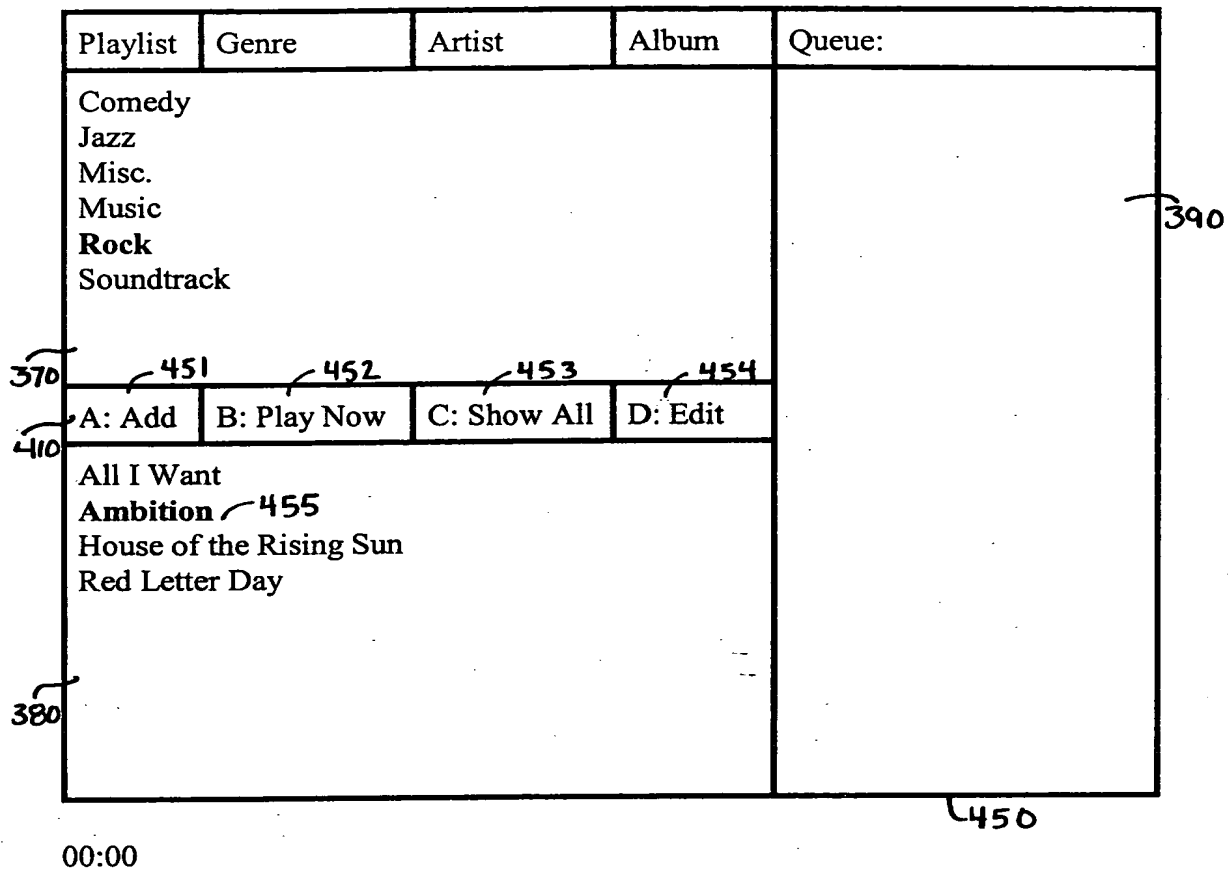 Playlist Genre Artist Album Queue:
Comedy
Jazz
Misc.
Music
390
Rock
Soundtrack
370 451 452 453 454
A: Add B: Play Now C: Show All D: Edit
410
All I Want
Ambition 455
House of the Rising Sun
Red Letter Day
380
450
00:00